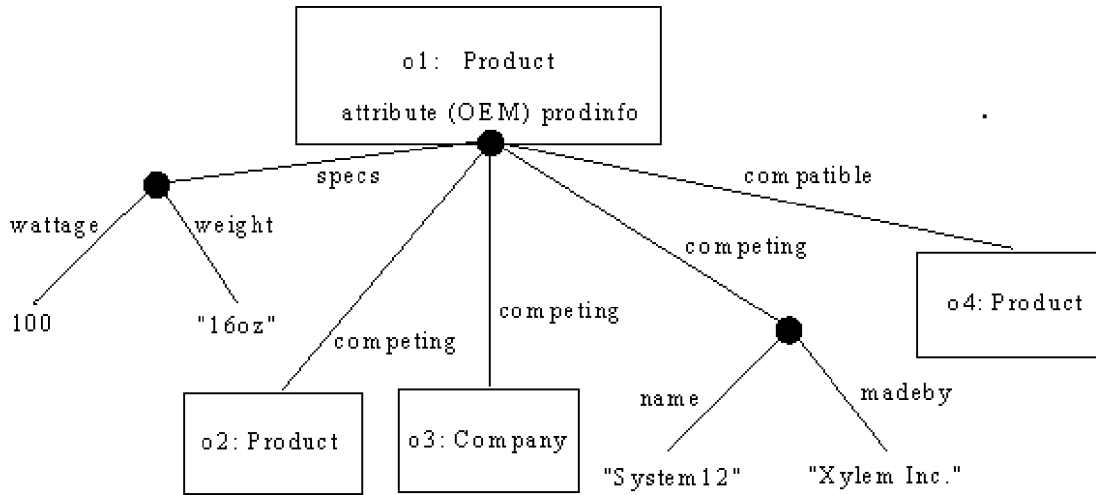 o1: Product
attribute (OEM) prodinfo
specs
compatible
wattage
weight
competing
100
"16oz"
competing
competing
o4: Product
o2: Product
o3: Company
name
madeby
"System12"
"Xylem Inc."